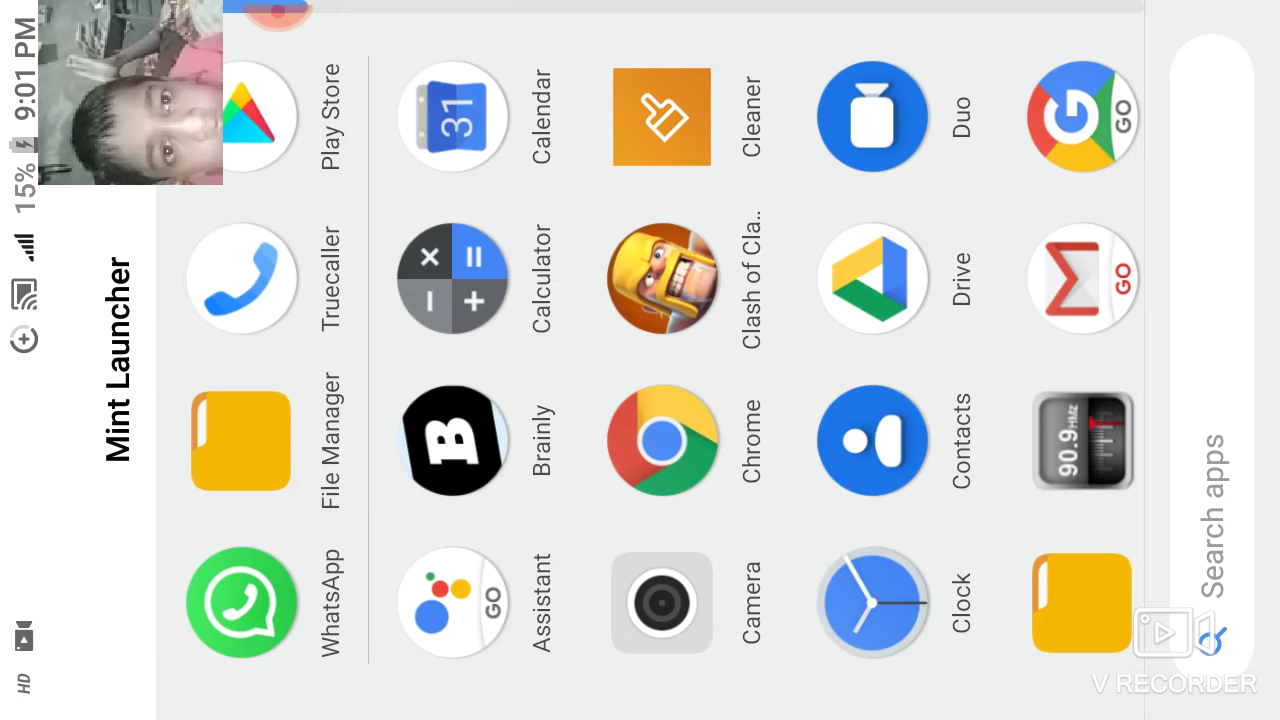 HD 15% 9:01 PM
Mint Launcher
WhatsApp File Manager Truecaller Play Store
GO
31
Assistant Brainly Calculator Calendar
Camera Chrome Clash of Cla.. Cleaner
Clock Contacts Drive Duo
90.9HMz GO GO
Search apps
V RECORDER